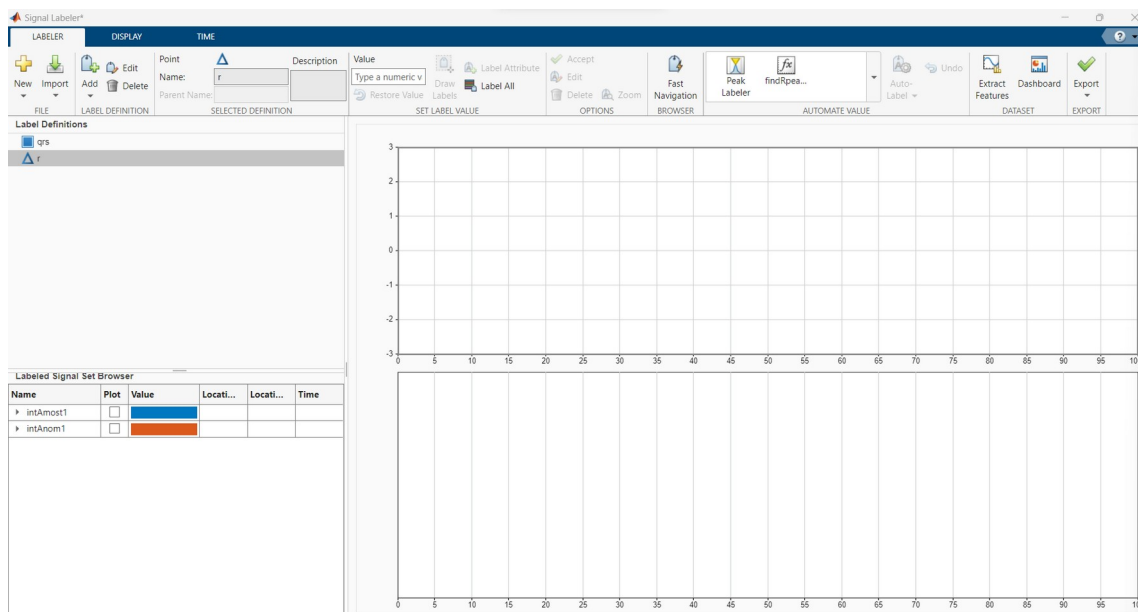 Signal Labeler*
LABELER DISPLAY TIME
New Import
FILE
Add Edit Delete
LABEL DEFINITION
Point
Name: r
Parent Name:
Description
SELECTED DEFINITION
Value
Type a numeric v
Restore Value
Draw Labels
Label Attribute
Label All
SET LABEL VALUE
Accept
Edit
Delete Zoom
OPTIONS
Fast Navigation
BROWSER
Peak Labeler
fx findRpea...
Auto-Label
Undo
AUTOMATE VALUE
Extract Features
Dashboard
DATASET
Export
EXPORT
?
Label Definitions
qrs
r
Labeled Signal Set Browser
Name Plot Value Locati... Locati... Time
intAmost1
intAnom1
3
2
1
0
-1
-2
-3
0 5 10 15 20 25 30 35 40 45 50 55 60 65 70 75 80 85 90 95 10
0 5 10 15 20 25 30 35 40 45 50 55 60 65 70 75 80 85 90 95 10